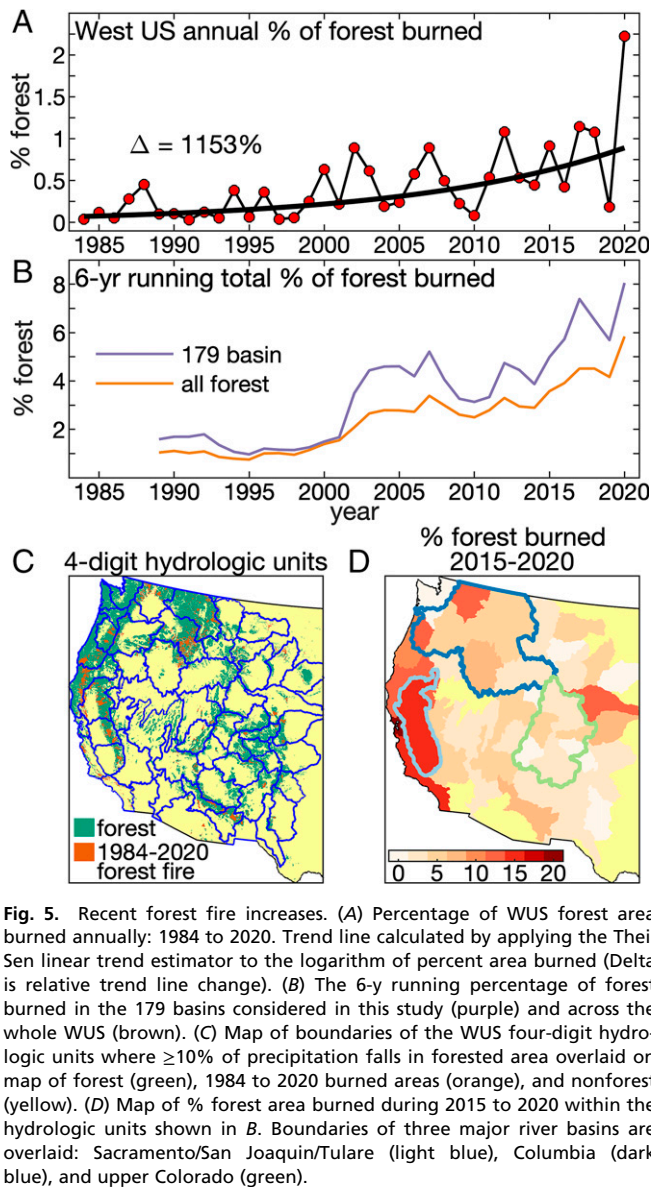 A
West US annual % of forest burned
2
1.5
1
0.5
0
% forest
Δ = 1153%
1985 1990 1995 2000 2005 2010 2015 2020
B
6-yr running total % of forest burned
8
6
4
2
% forest
179 basin
all forest
1985 1990 1995 2000 2005 2010 2015 2020
year
C
4-digit hydrologic units
forest
1984-2020
forest fire
D
% forest burned
2015-2020
0 5 10 15 20
Fig. 5. Recent forest fire increases. (A) Percentage of WUS forest area
burned annually: 1984 to 2020. Trend line calculated by applying the Thei
Sen linear trend estimator to the logarithm of percent area burned (Delta
is relative trend line change). (B) The 6-y running percentage of forest
burned in the 179 basins considered in this study (purple) and across the
whole WUS (brown). (C) Map of boundaries of the WUS four-digit hydro-
logic units where ≥10% of precipitation falls in forested area overlaid on
map of forest (green), 1984 to 2020 burned areas (orange), and nonforest
(yellow). (D) Map of % forest area burned during 2015 to 2020 within the
hydrologic units shown in B. Boundaries of three major river basins are
overlaid: Sacramento/San Joaquin/Tulare (light blue), Columbia (dark
blue), and upper Colorado (green).